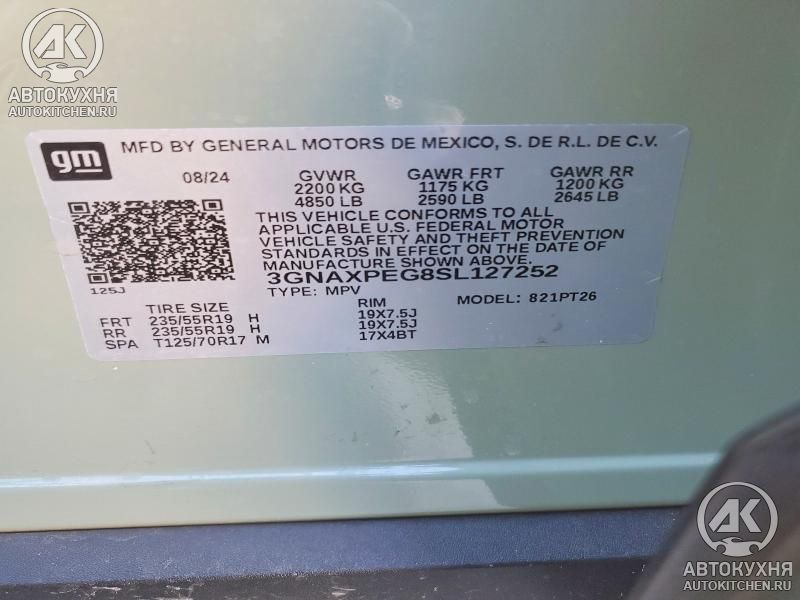 AK
АВТОКУХНЯ
AUTOKITCHEN.RU
gm MFD BY GENERAL MOTORS DE MEXICO, S. DE R.L. DE C.V.
08/24 GVWR GAWR FRT GAWR RR
2200 KG 1175 KG 1200 KG
4850 LB 2590 LB 2645 LB
THIS VEHICLE CONFORMS TO ALL
APPLICABLE U.S. FEDERAL MOTOR
VEHICLE SAFETY AND THEFT PREVENTION
STANDARDS IN EFFECT ON THE DATE OF
MANUFACTURE SHOWN ABOVE.
3GNAXPEG8SL127252
125J TYPE: MPV MODEL: 821PT26
TIRE SIZE RIM
FRT 235/55R19 H 19X7.5J
RR 235/55R19 H 19X7.5J
SPA T125/70R17 M 17X4BT
AK
АВТОКУХНЯ
AUTOKITCHEN.RU